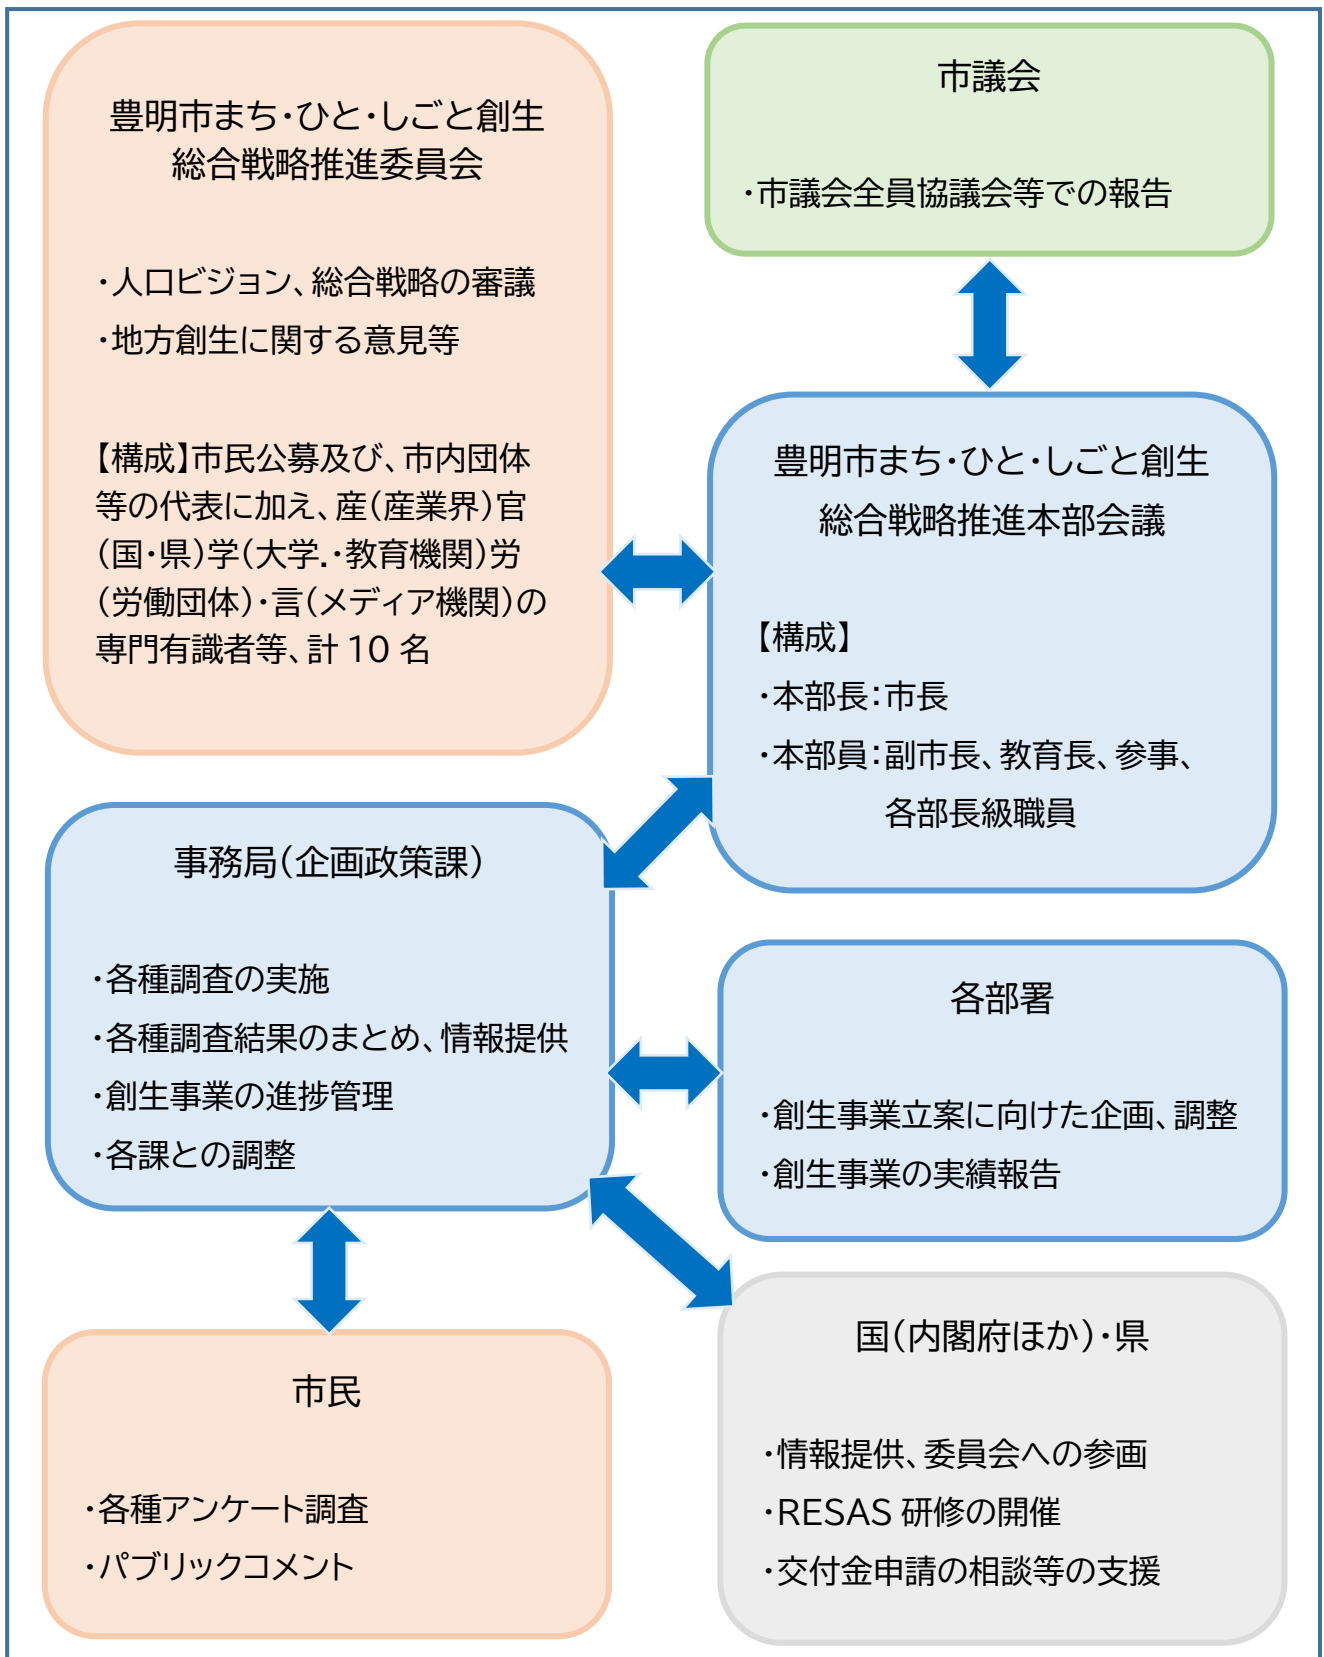 豊明市まち・ひと・しごと創生
総合戦略推進委員会
・人口ビジョン、総合戦略の審議
・地方創生に関する意見等
【構成】市民公募及び、市内団体
等の代表に加え、産（産業界）官
（国・県）学（大学.・教育機関）労
（労働団体）・言（メディア機関）の
専門有識者等、計 10 名
市議会
・市議会全員協議会等での報告
豊明市まち・ひと・しごと創生
総合戦略推進本部会議
【構成】
・本部長：市長
・本部員：副市長、教育長、参事、
各部長級職員
事務局（企画政策課）
・各種調査の実施
・各種調査結果のまとめ、情報提供
・創生事業の進捗管理
・各課との調整
各部署
・創生事業立案に向けた企画、調整
・創生事業の実績報告
市民
・各種アンケート調査
・パブリックコメント
国（内閣府ほか）・県
・情報提供、委員会への参画
・RESAS 研修の開催
・交付金申請の相談等の支援